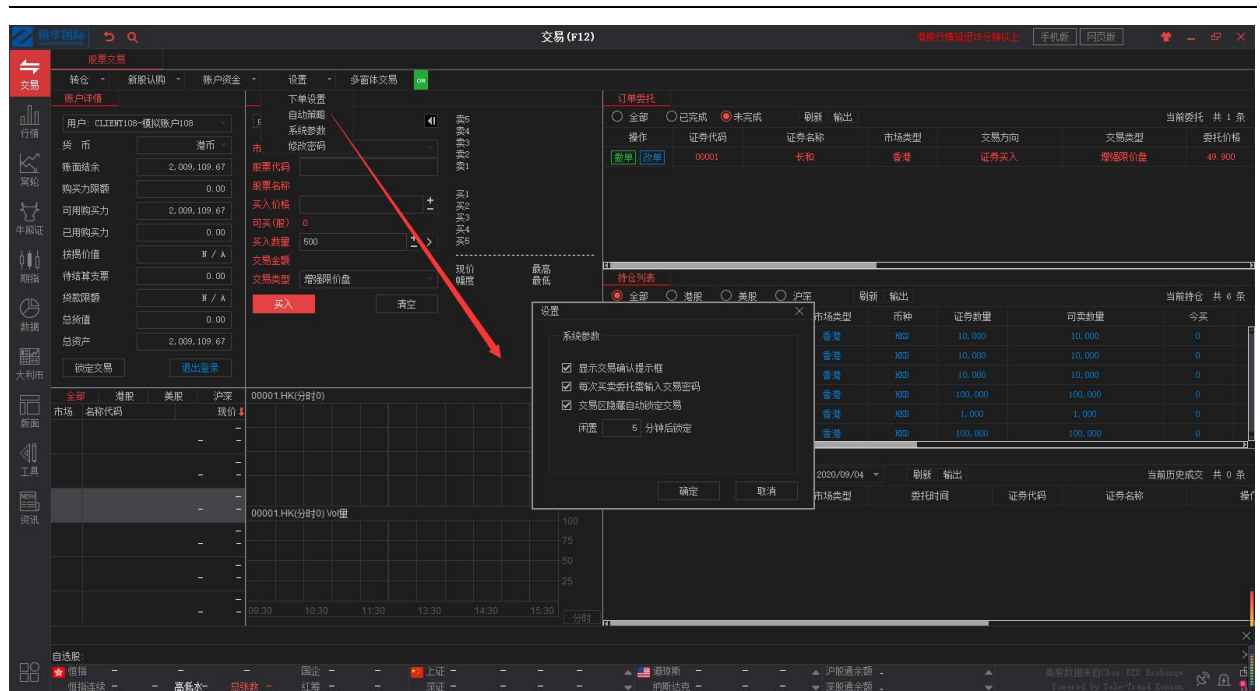 横华国际
交易(F12)
港股行情延迟15分钟以上 手机版 网页版
股票交易
转仓 新股认购 账户资金 设置 多窗体交易 ON
交易
行情
窝轮
牛熊证
期指
数据
大利市
版面
工具
资讯
账户详情
用户: CLIENT108-模拟账户108
货 币 港币
账面结余 2,009,109.67
购买力限额 0.00
可用购买力 2,009,109.67
已用购买力 0.00
按揭价值 N / A
待结算支票 0.00
贷款限额 N / A
总货值 0.00
总资产 2,009,109.67
锁定交易 退出登录
下单设置
自动策略
系统参数
修改密码
股票代码
股票名称
买入价格
可买(股) 0
买入数量 500
交易金额
交易类型 增强限价盘
买入 清空
卖5
卖4
卖3
卖2
卖1
买1
买2
买3
买4
买5
现价 最高
幅度 最低
订单委托
全部 已完成 未完成 刷新 输出 当前委托 共 1 条
操作 证券代码 证券名称 市场类型 交易方向 交易类型 委托价格
撤单 改单 00001 长和 香港 证券买入 增强限价盘 49.900
持仓列表
全部 港股 美股 沪深 刷新 输出 当前持仓 共 6 条
市场类型 币种 证券数量 可卖数量 今买
香港 HKD 10,000 10,000 0
香港 HKD 10,000 10,000 0
香港 HKD 10,000 10,000 0
香港 HKD 100,000 100,000 0
香港 HKD 1,000 1,000 0
香港 HKD 100,000 100,000 0
设置
系统参数
显示交易确认提示框
每次买卖委托需输入交易密码
交易区隐藏自动锁定交易
闲置 5 分钟后锁定
确定 取消
2020/09/04 刷新 输出 当前历史成交 共 0 条
市场类型 委托时间 证券代码 证券名称
全部 港股 美股 沪深
市场 名称代码 现价
00001.HK(分时0)
00001.HK(分时0) Vol量
100
75
50
25
09:30 10:30 11:30 13:30 14:30 15:30 分时
自选股:
恒指 - - - 国企 - - 上证 - - - 道琼斯 - - - 沪股通余额 -
恒指连续 - - 高低水- 总张数 - 红筹 - - 深证 - - - 纳斯达克 - - - 深股通余额 -